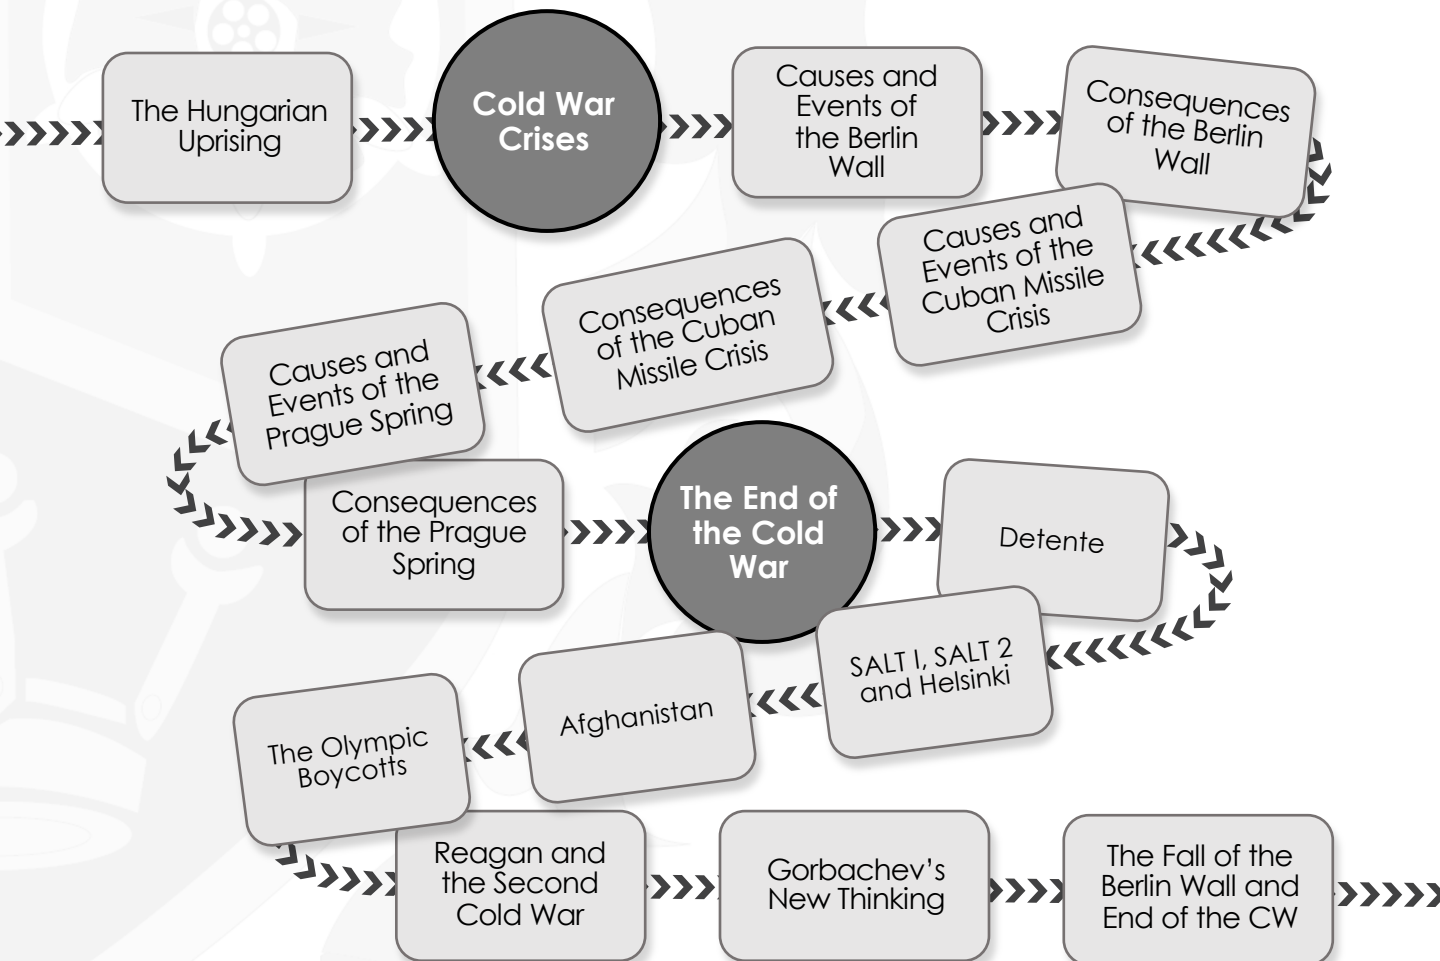 The Hungarian
Uprising
Cold War
Crises
Causes and
Events of
the Berlin
Wall
Consequences
of the Berlin
Wall
Causes and
Events of the
Cuban Missile
Crisis
Consequences
of the Cuban
Missile Crisis
Causes and
Events of the
Prague Spring
Consequences
of the Prague
Spring
The End of
the Cold
War
Detente
SALT I, SALT 2
and Helsinki
Afghanistan
The Olympic
Boycotts
Reagan and
the Second
Cold War
Gorbachev’s
New Thinking
The Fall of the
Berlin Wall and
End of the CW